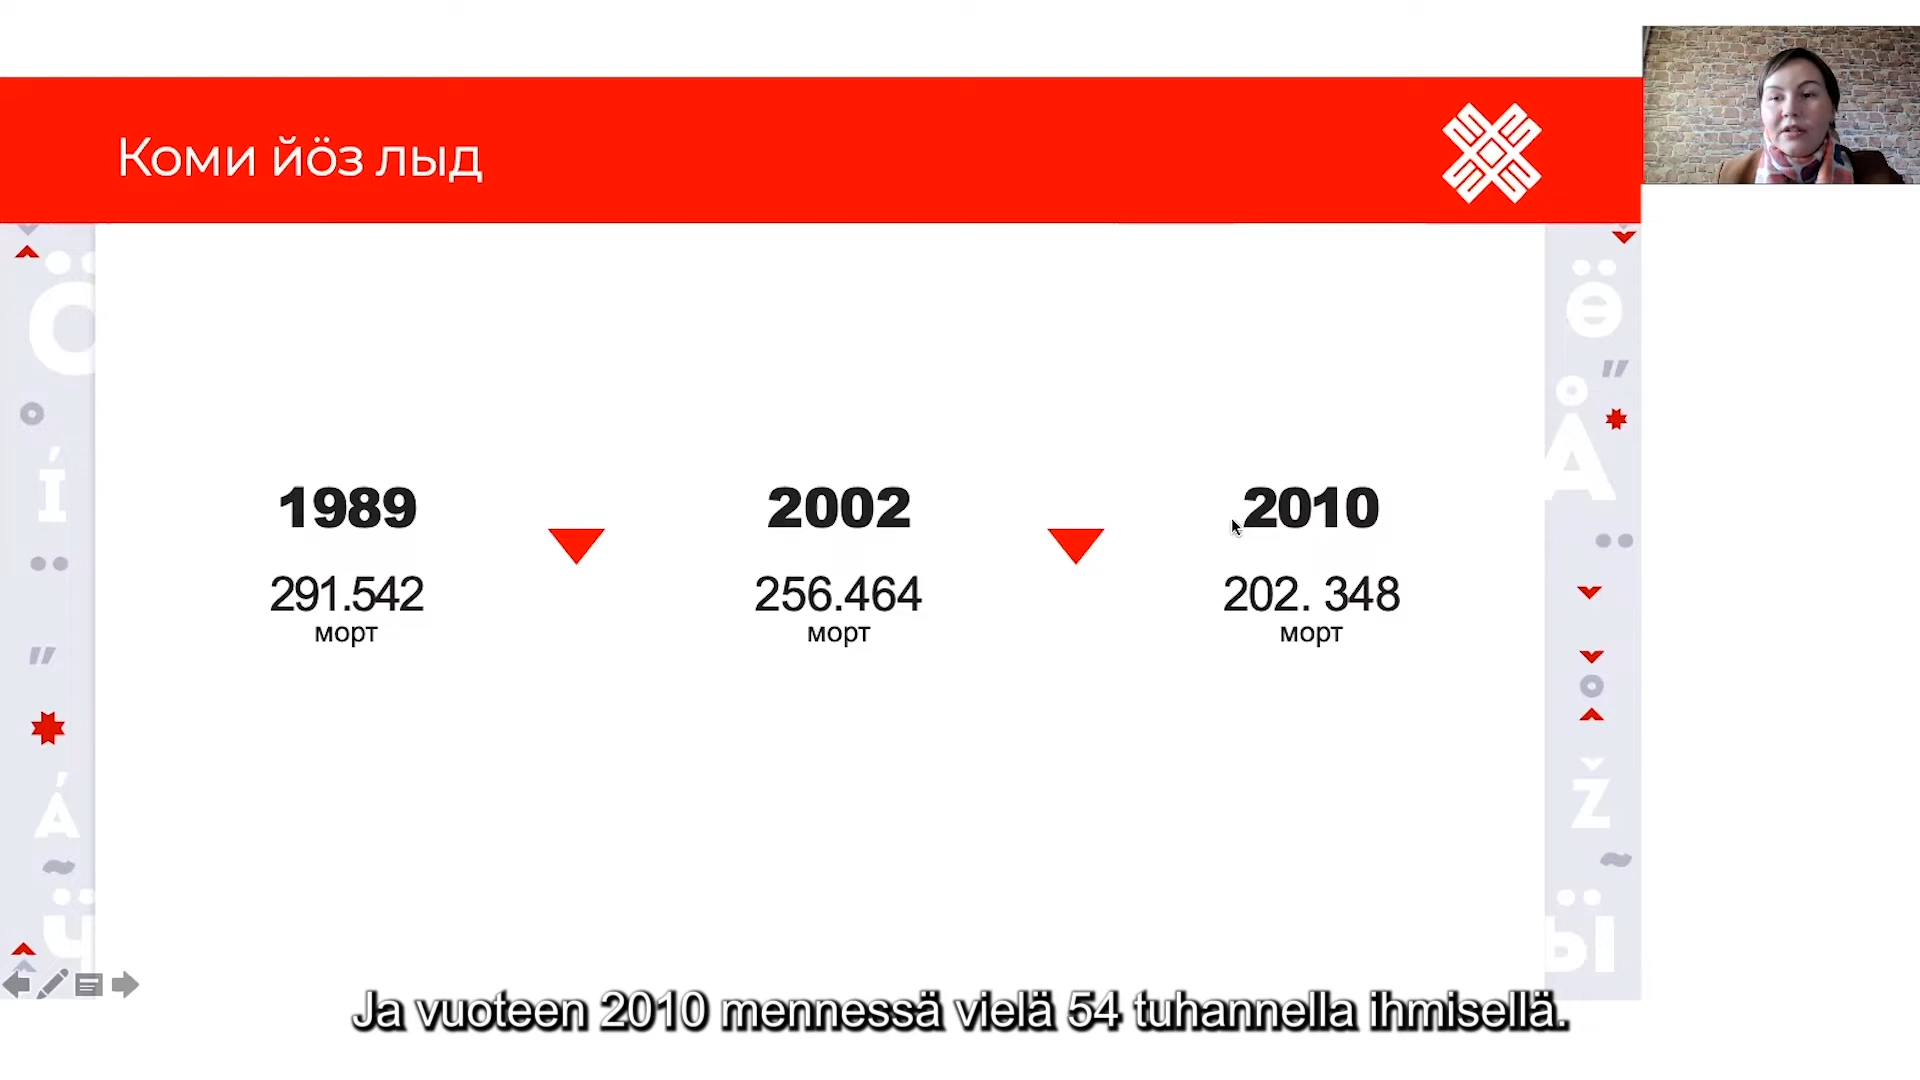 Коми йӧз лыд
1989
2002
2010
291.542
256.464
202. 348
морт
морт
морт
Ja vuoteen 2010 mennessä vielä 54 tuhannella ihmisellä.